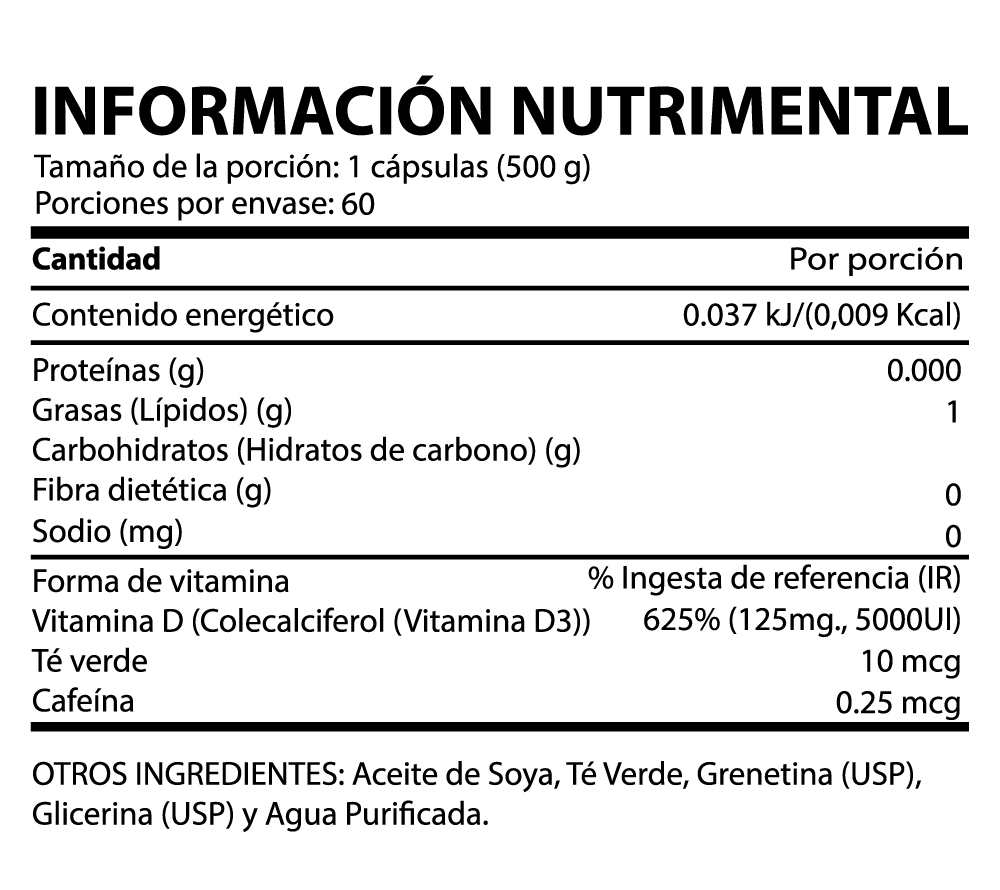 INFORMACIÓN NUTRIMENTAL
Tamaño de la porción: 1 cápsulas (500 g)
Porciones por envase: 60
Cantidad Por porción
Contenido energético 0.037 kJ/(0,009 Kcal)
Proteínas (g) 0.000
Grasas (Lípidos) (g) 1
Carbohidratos (Hidratos de carbono) (g)
Fibra dietética (g) 0
Sodio (mg) 0
Forma de vitamina % Ingesta de referencia (IR)
Vitamina D (Colecalciferol (Vitamina D3)) 625% (125mg., 5000UI)
Té verde 10 mcg
Cafeína 0.25 mcg
OTROS INGREDIENTES: Aceite de Soya, Té Verde, Grenetina (USP),
Glicerina (USP) y Agua Purificada.